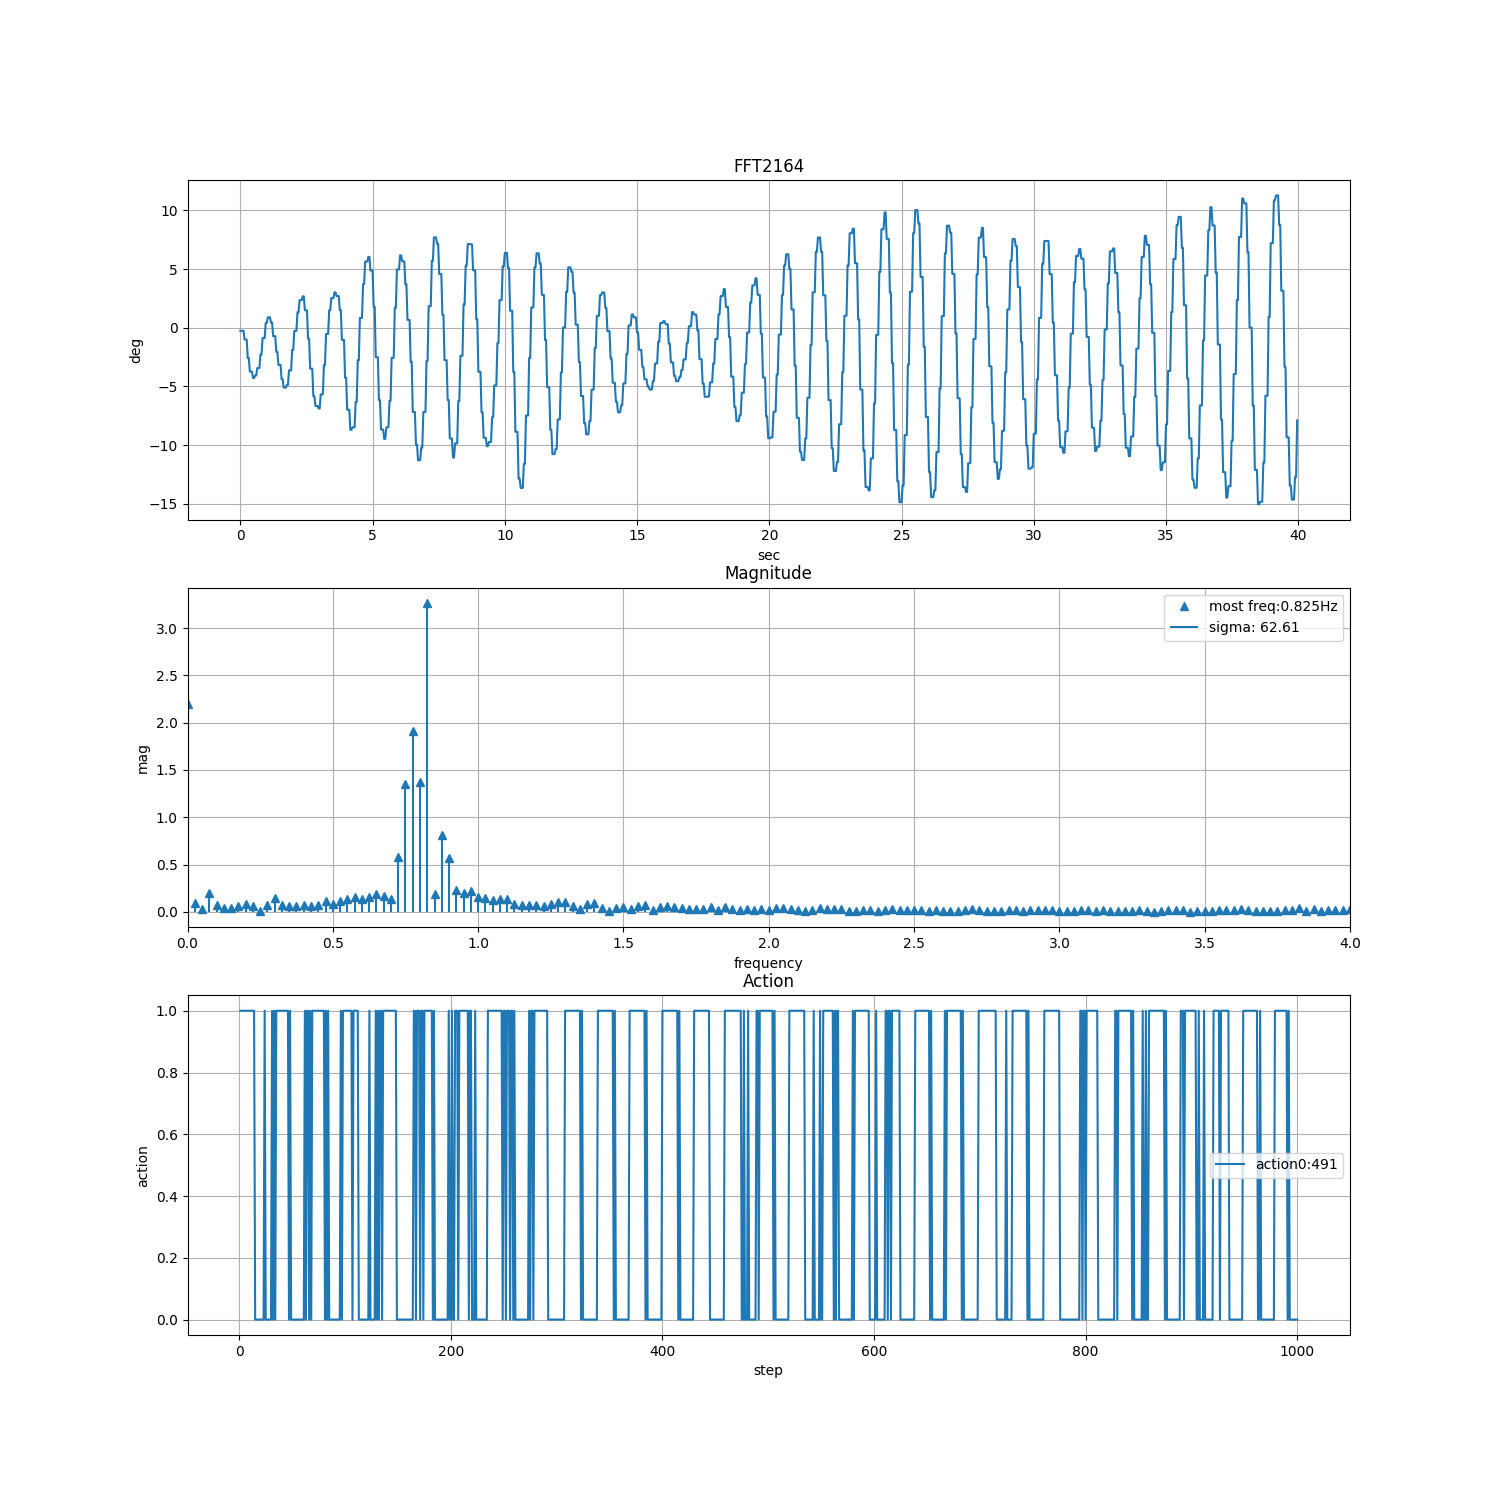 FFT2164
10
5
0
−5
−10
−15
deg
0 5 10 15 20 25 30 35 40
sec
Magnitude
most freq:0.825Hz
sigma: 62.61
3.0
2.5
2.0
1.5
1.0
0.5
0.0
mag
0.0 0.5 1.0 1.5 2.0 2.5 3.0 3.5 4.0
frequency
Action
1.0
0.8
0.6
0.4
0.2
0.0
action
action0:491
0 200 400 600 800 1000
step